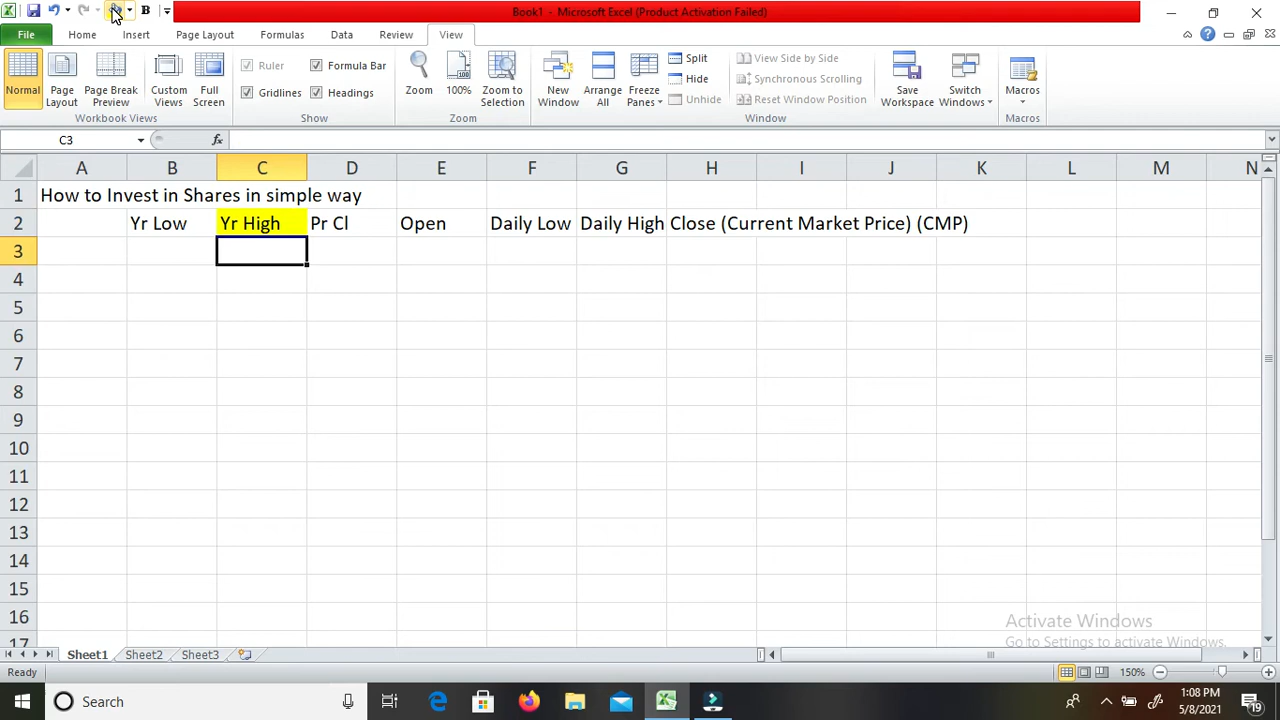 B
Book1 - Microsoft Excel (Product Activation Failed)
File Home Insert Page Layout Formulas Data Review View
Normal Page Layout Page Break Preview Custom Views Full Screen
Workbook Views
Ruler Formula Bar
Gridlines Headings
Show
Zoom 100% Zoom to Selection
Zoom
New Window Arrange All Freeze Panes
Split
Hide
Unhide
View Side by Side
Synchronous Scrolling
Reset Window Position
Window
Save Workspace Switch Windows
Macros
Macros
C3 fx
A B C D E F G H I J K L M N
1 How to Invest in Shares in simple way
2 Yr Low Yr High Pr Cl Open Daily Low Daily High Close (Current Market Price) (CMP)
3
4
5
6
7
8
9
10
11
12
13
14
15
16
17
Activate Windows
Go to Settings to activate Windows.
Sheet1 Sheet2 Sheet3
Ready 150%
Search
1:08 PM
5/8/2021
19